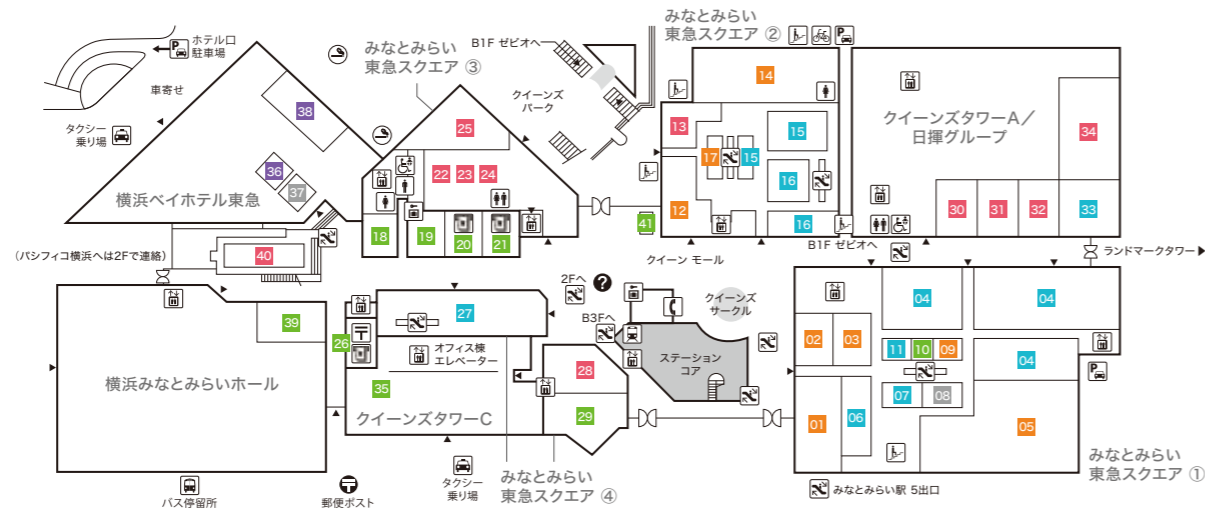 ホテル口
駐車場
車寄せ
タクシー
乗り場
38
36
37
横浜ベイホテル東急
みなとみらい
東急スクエア ③
B1F ゼビオへ
クイーンズ
パーク
25
22 23 24
18
19
20
21
41
クイーン モール
みなとみらい
東急スクエア ②
14
13
17
15
15
16
12
16
B1F ゼビオへ
クイーンズタワーA／
日揮グループ
34
30
31
32
33
ランドマークタワー
(パシフィコ横浜へは2Fで連絡)
40
39
横浜みなとみらいホール
バス停留所
郵便ポスト
26
27
オフィス棟
エレベーター
35
クイーンズタワーC
28
29
タクシー
乗り場
みなとみらい
東急スクエア ④
2Fへ
?
B3Fへ
クイーンズ
サークル
ステーション
コア
04
04
02
03
11
10
09
04
07
08
01
06
05
みなとみらい
東急スクエア ①
みなとみらい駅 5出口